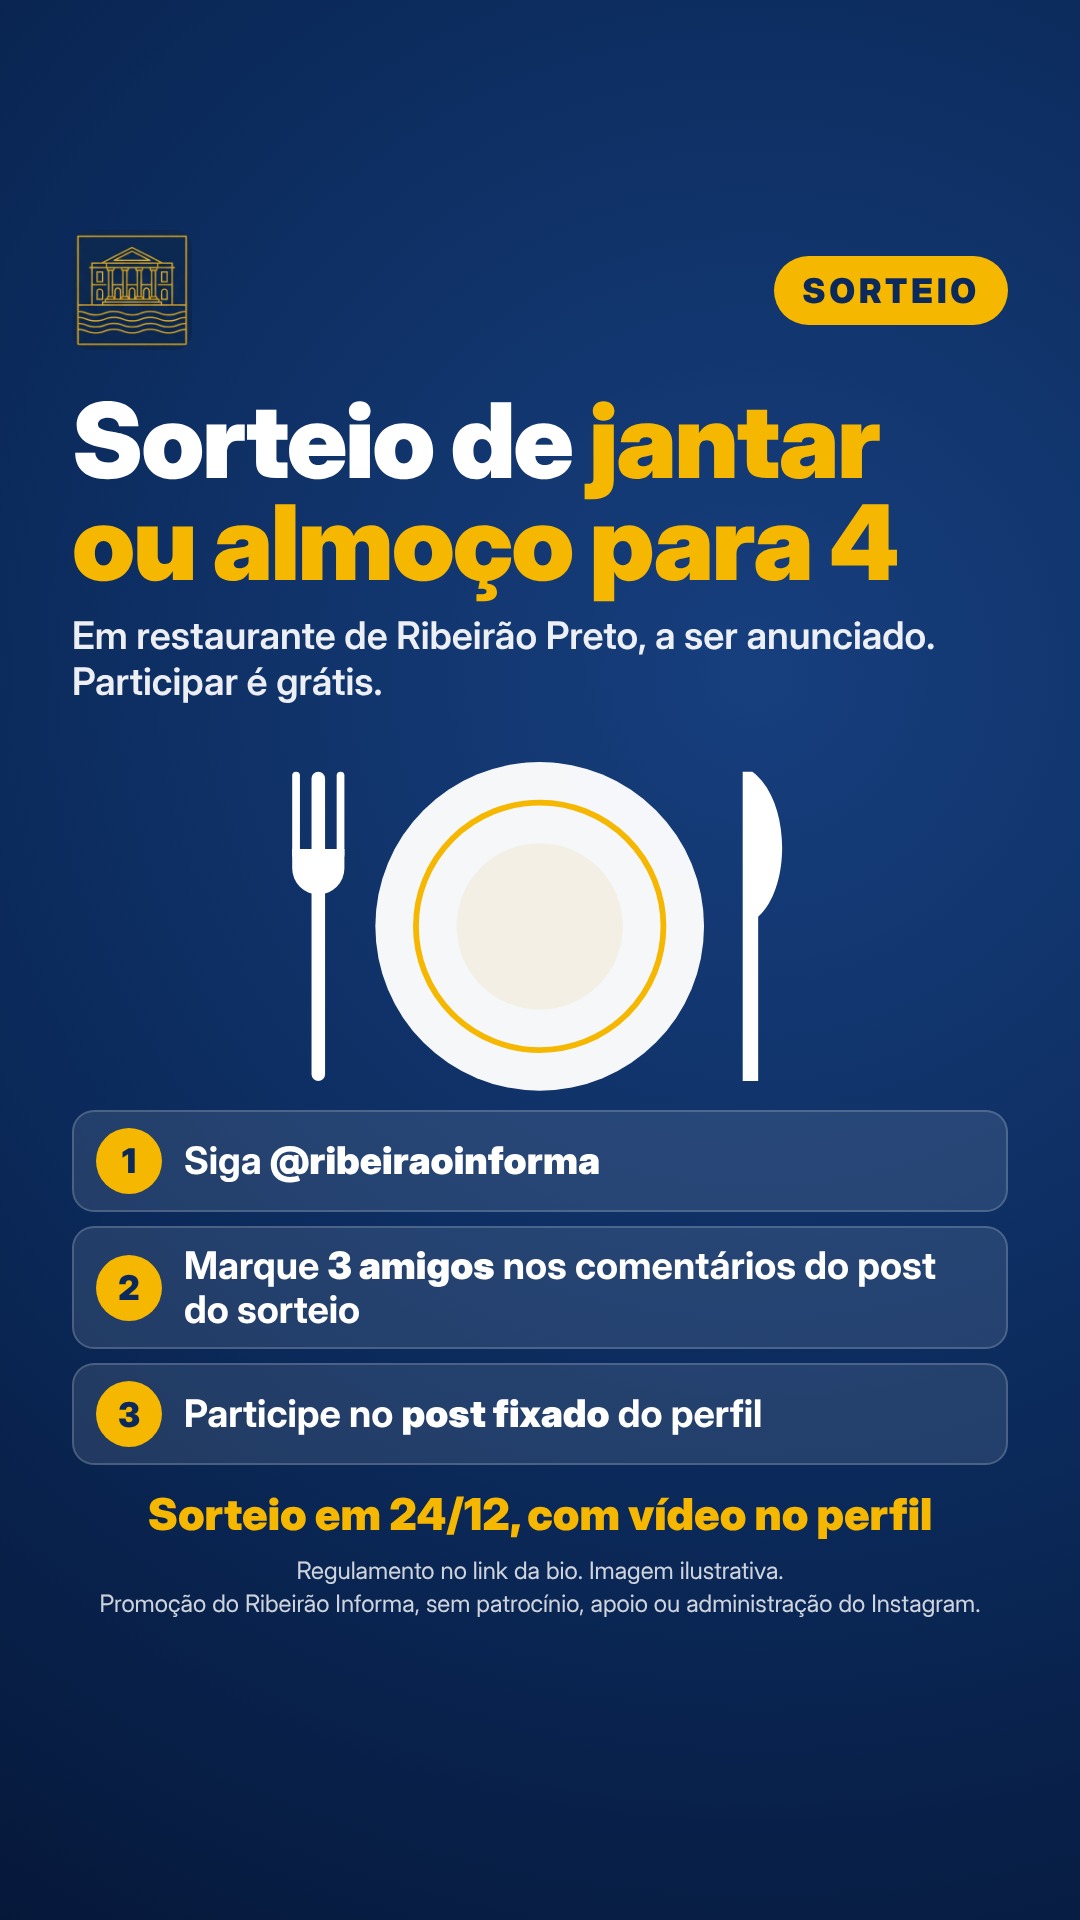 SORTEIO
Sorteio de jantar
ou almoço para 4
Em restaurante de Ribeirão Preto, a ser anunciado.
Participar é grátis.
1 Siga @ribeiraoinforma
2 Marque 3 amigos nos comentários do post
do sorteio
3 Participe no post fixado do perfil
Sorteio em 24/12, com vídeo no perfil
Regulamento no link da bio. Imagem ilustrativa.
Promoção do Ribeirão Informa, sem patrocínio, apoio ou administração do Instagram.